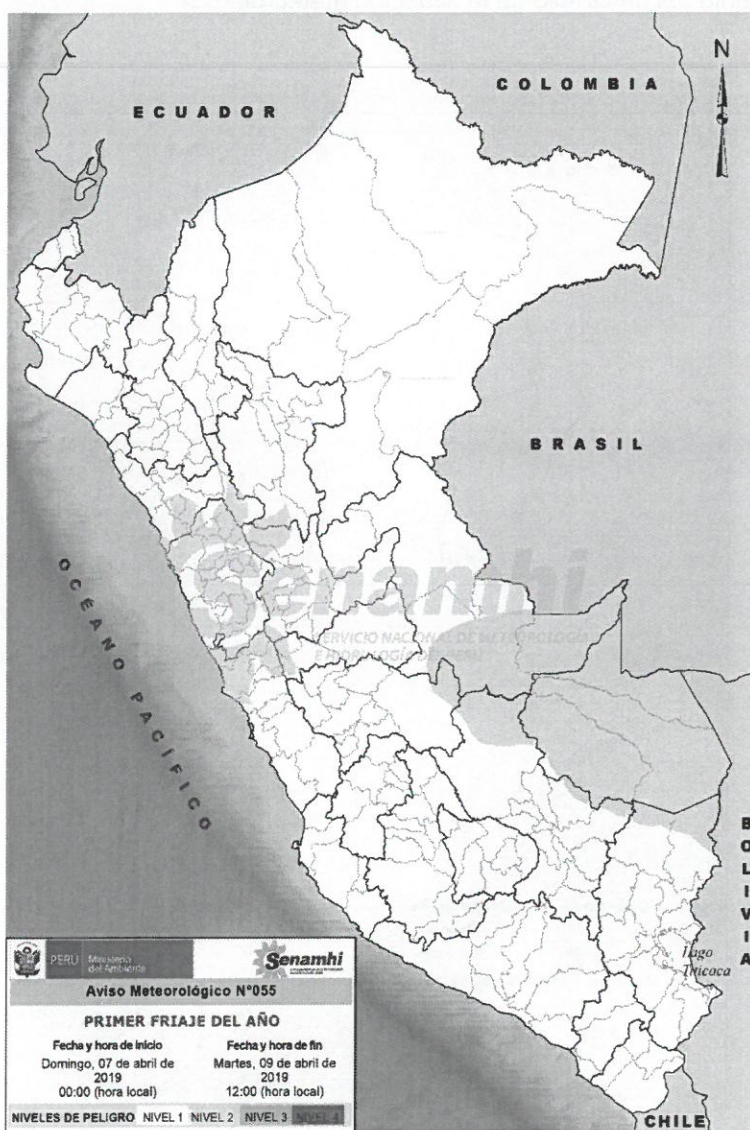 N
COLOMBIA
ECUADOR
BRASIL
OCÉANO PACÍFICO
Senamhi
SERVICIO NACIONAL DE METEOROLOGÍA
E HIDROLOGÍA DEL PERÚ
BOLIVIA
lago
Titicaca
CHILE
PERÚ Ministerio
del Ambiente
Senamhi
Aviso Meteorológico N°055
PRIMER FRIAJE DEL AÑO
Fecha y hora de inicio
Domingo, 07 de abril de
2019
00:00 (hora local)
Fecha y hora de fin
Martes, 09 de abril de
2019
12:00 (hora local)
NIVELES DE PELIGRO NIVEL 1 NIVEL 2 NIVEL 3 NIVEL 4